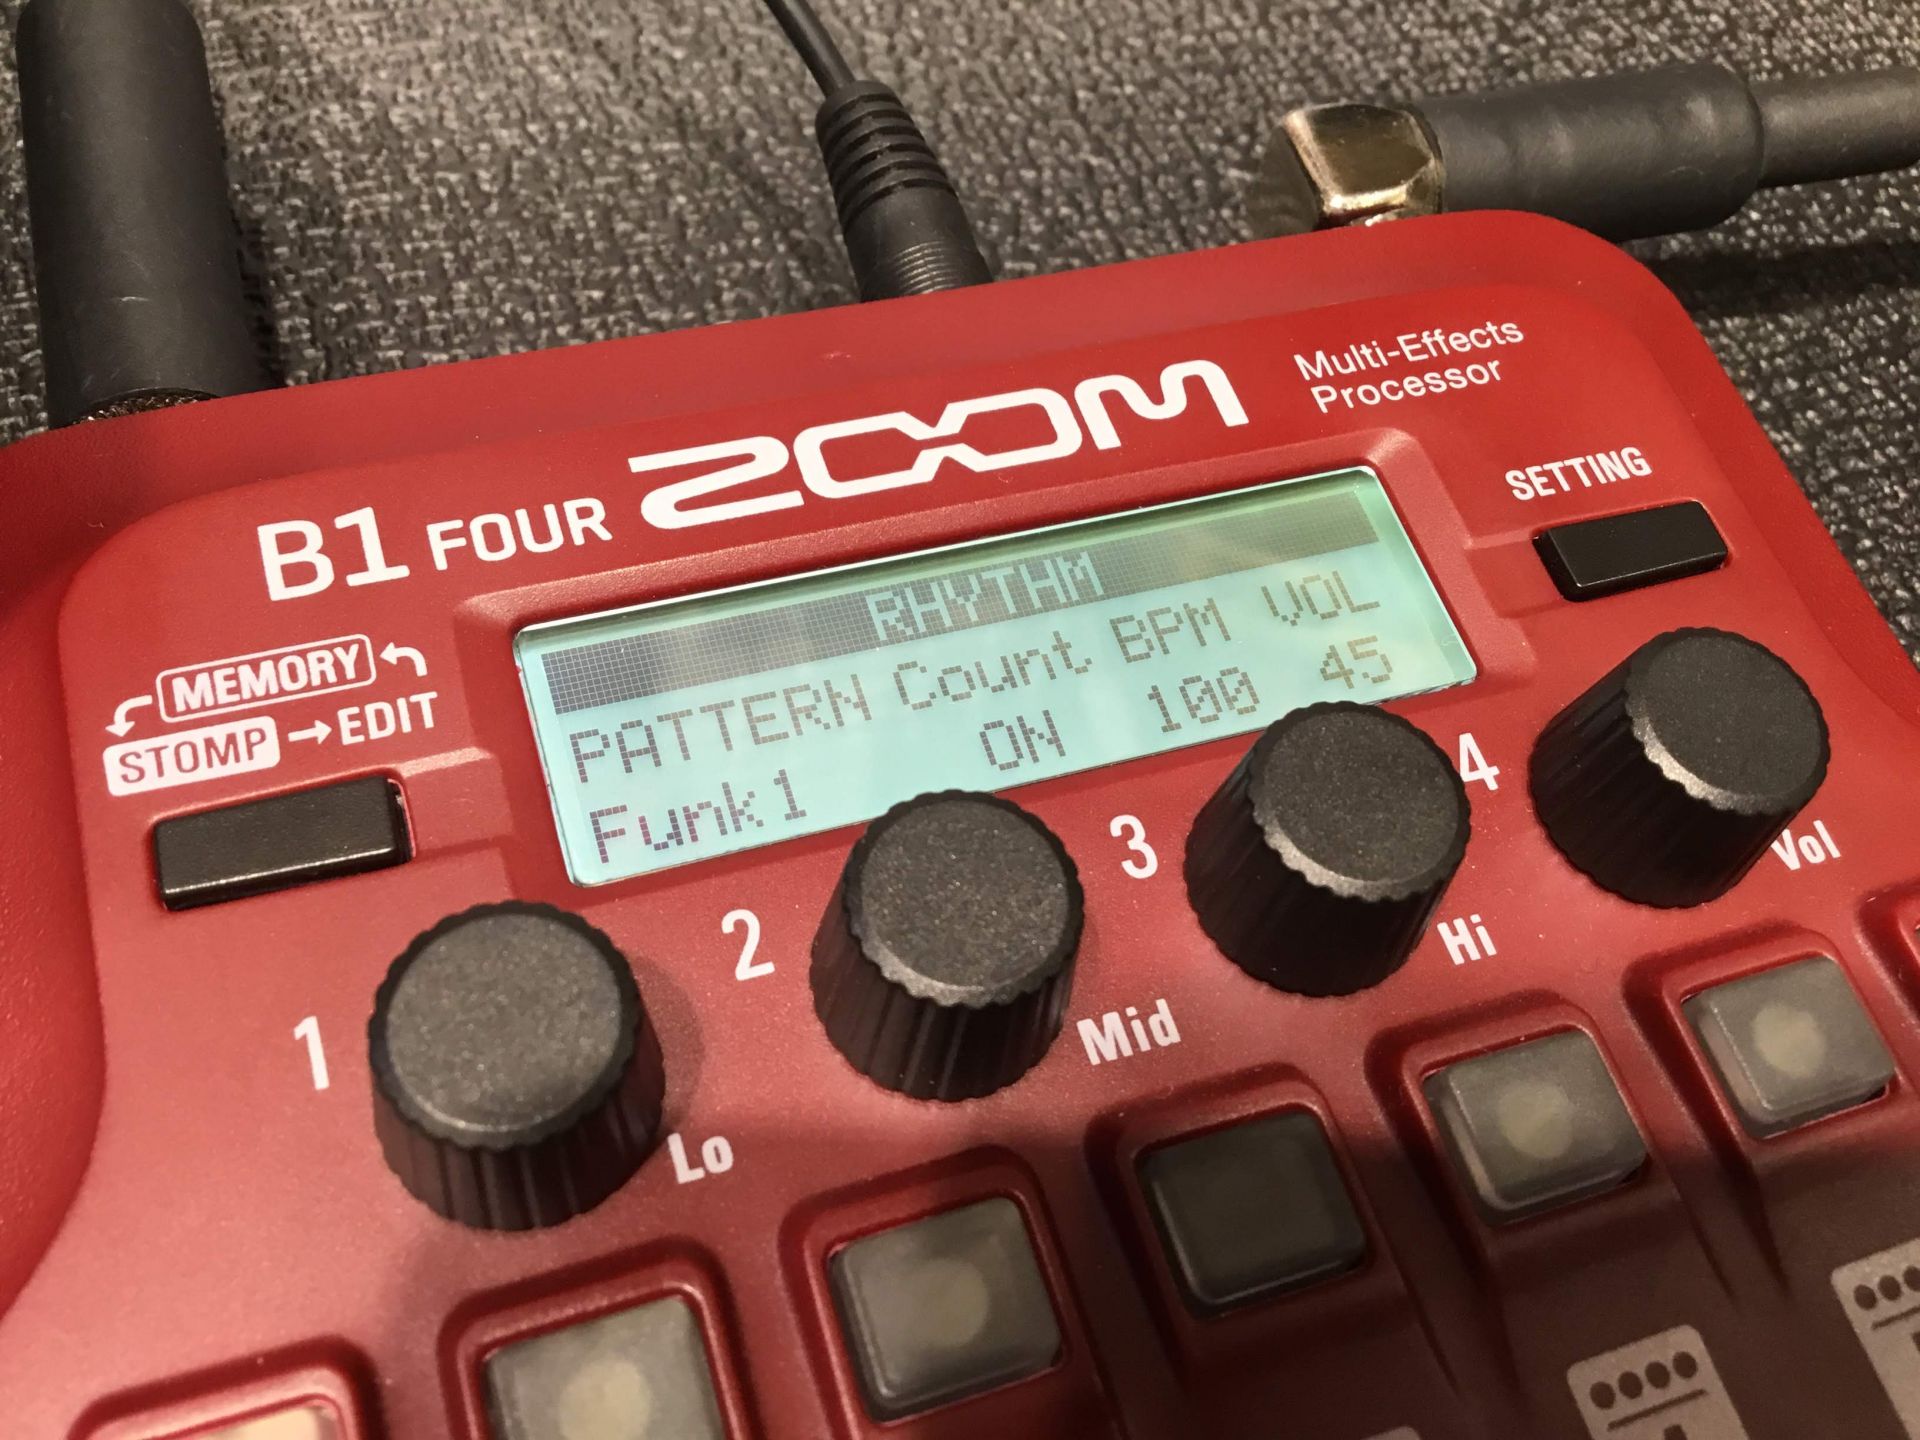 B1 FOUR ZOOM
Multi-Effects
Processor
SETTING
MEMORY
STOMP → EDIT
RHYTHM
PATTERN Count BPM VOL
Funk1 ON 100 45
1
Lo
2
Mid
3
Hi
4
Vol